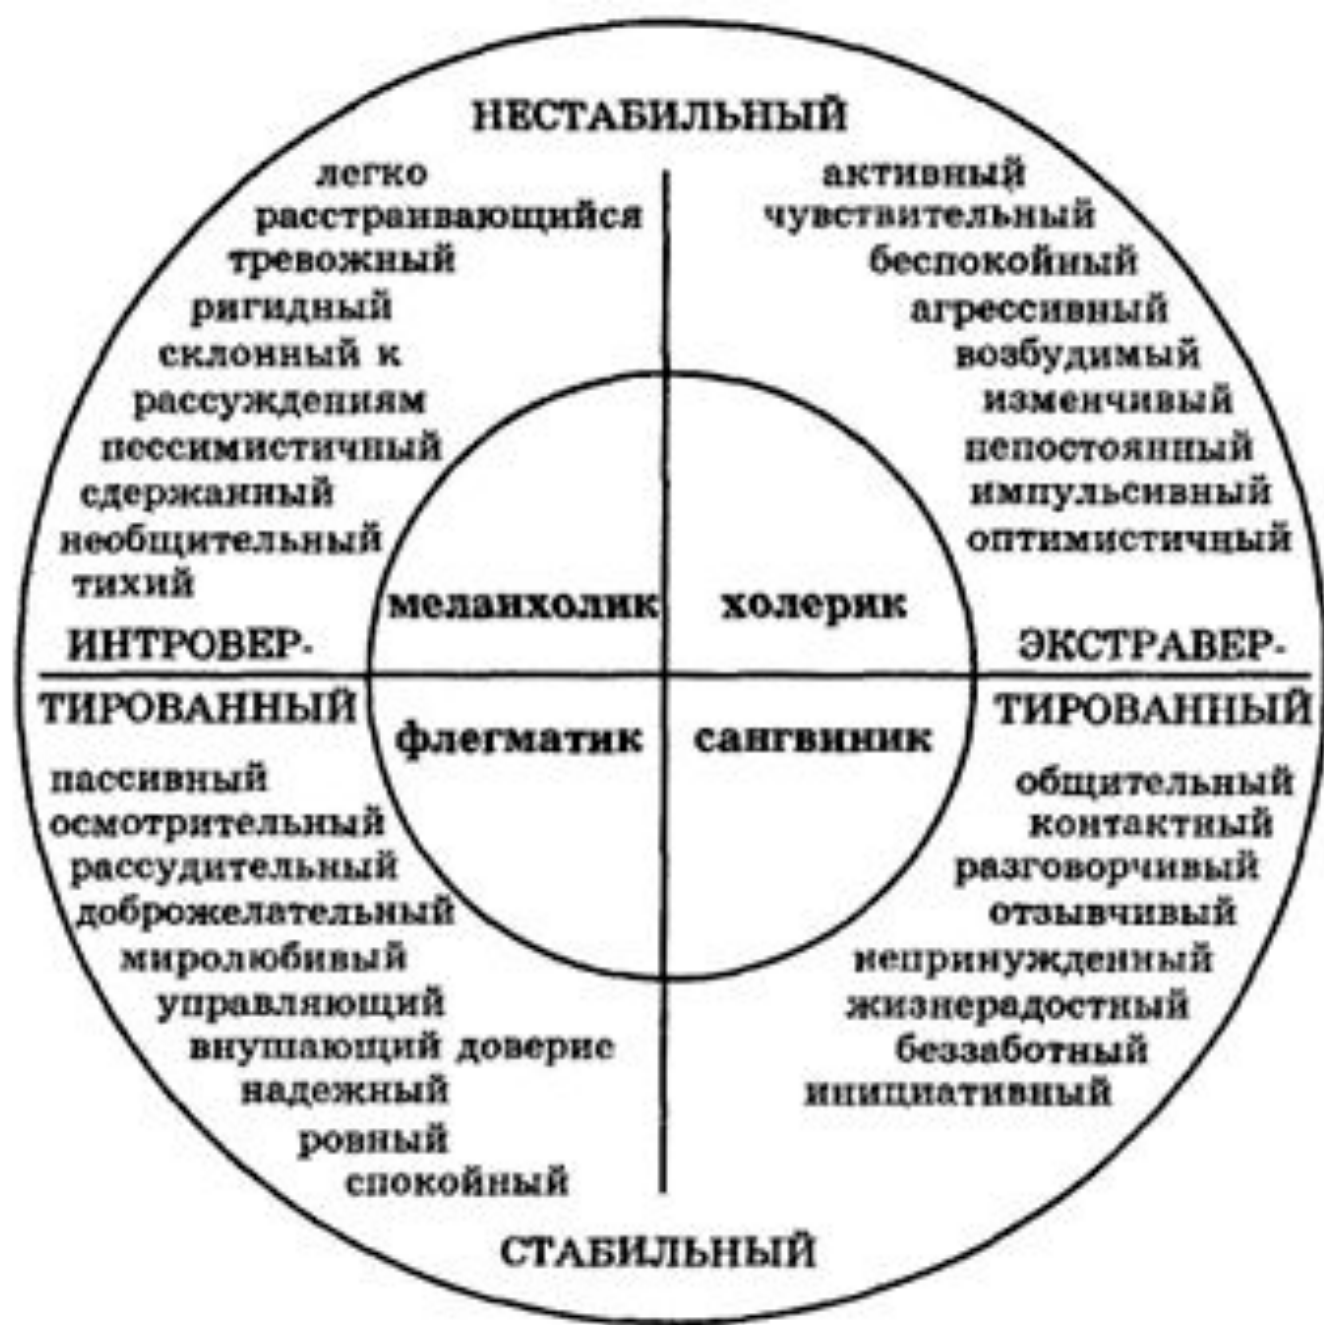 НЕСТАБИЛЬНЫЙ
легко
расстраивающийся
тревожный
ригидный
склонный к
рассуждениям
пессимистичный
сдержанный
необщительный
тихий
активный
чувствительный
беспокойный
агрессивный
возбудимый
изменчивый
непостоянный
импульсивный
оптимистичный
меланхолик
холерик
ИНТРОВЕР-
ТИРОВАННЫЙ
ЭКСТРАВЕР-
ТИРОВАННЫЙ
флегматик
сангвиник
пассивный
осмотрительный
рассудительный
доброжелательный
миролюбивый
управляющий
внушающий доверие
надежный
ровный
спокойный
общительный
контактный
разговорчивый
отзывчивый
непринужденный
жизнерадостный
беззаботный
инициативный
СТАБИЛЬНЫЙ